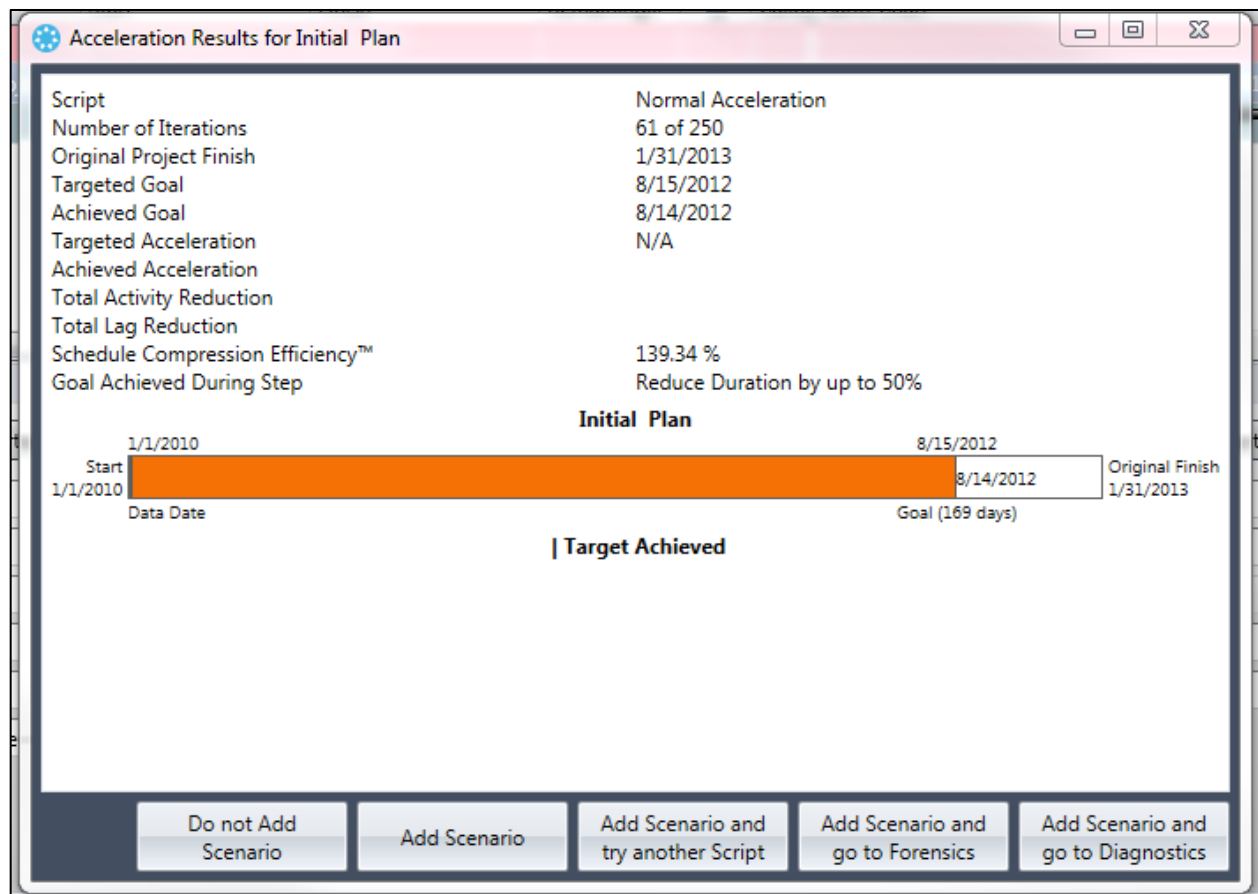 Acceleration Results for Initial  Plan
Script Normal Acceleration
Number of Iterations 61 of 250
Original Project Finish 1/31/2013
Targeted Goal 8/15/2012
Achieved Goal 8/14/2012
Targeted Acceleration N/A
Achieved Acceleration
Total Activity Reduction
Total Lag Reduction
Schedule Compression Efficiency™ 139.34 %
Goal Achieved During Step Reduce Duration by up to 50%
Initial  Plan
1/1/2010 8/15/2012
Start
1/1/2010
8/14/2012
Original Finish
1/31/2013
Data Date Goal (169 days)
| Target Achieved
Do not Add
Scenario
Add Scenario
Add Scenario and
try another Script
Add Scenario and
go to Forensics
Add Scenario and
go to Diagnostics